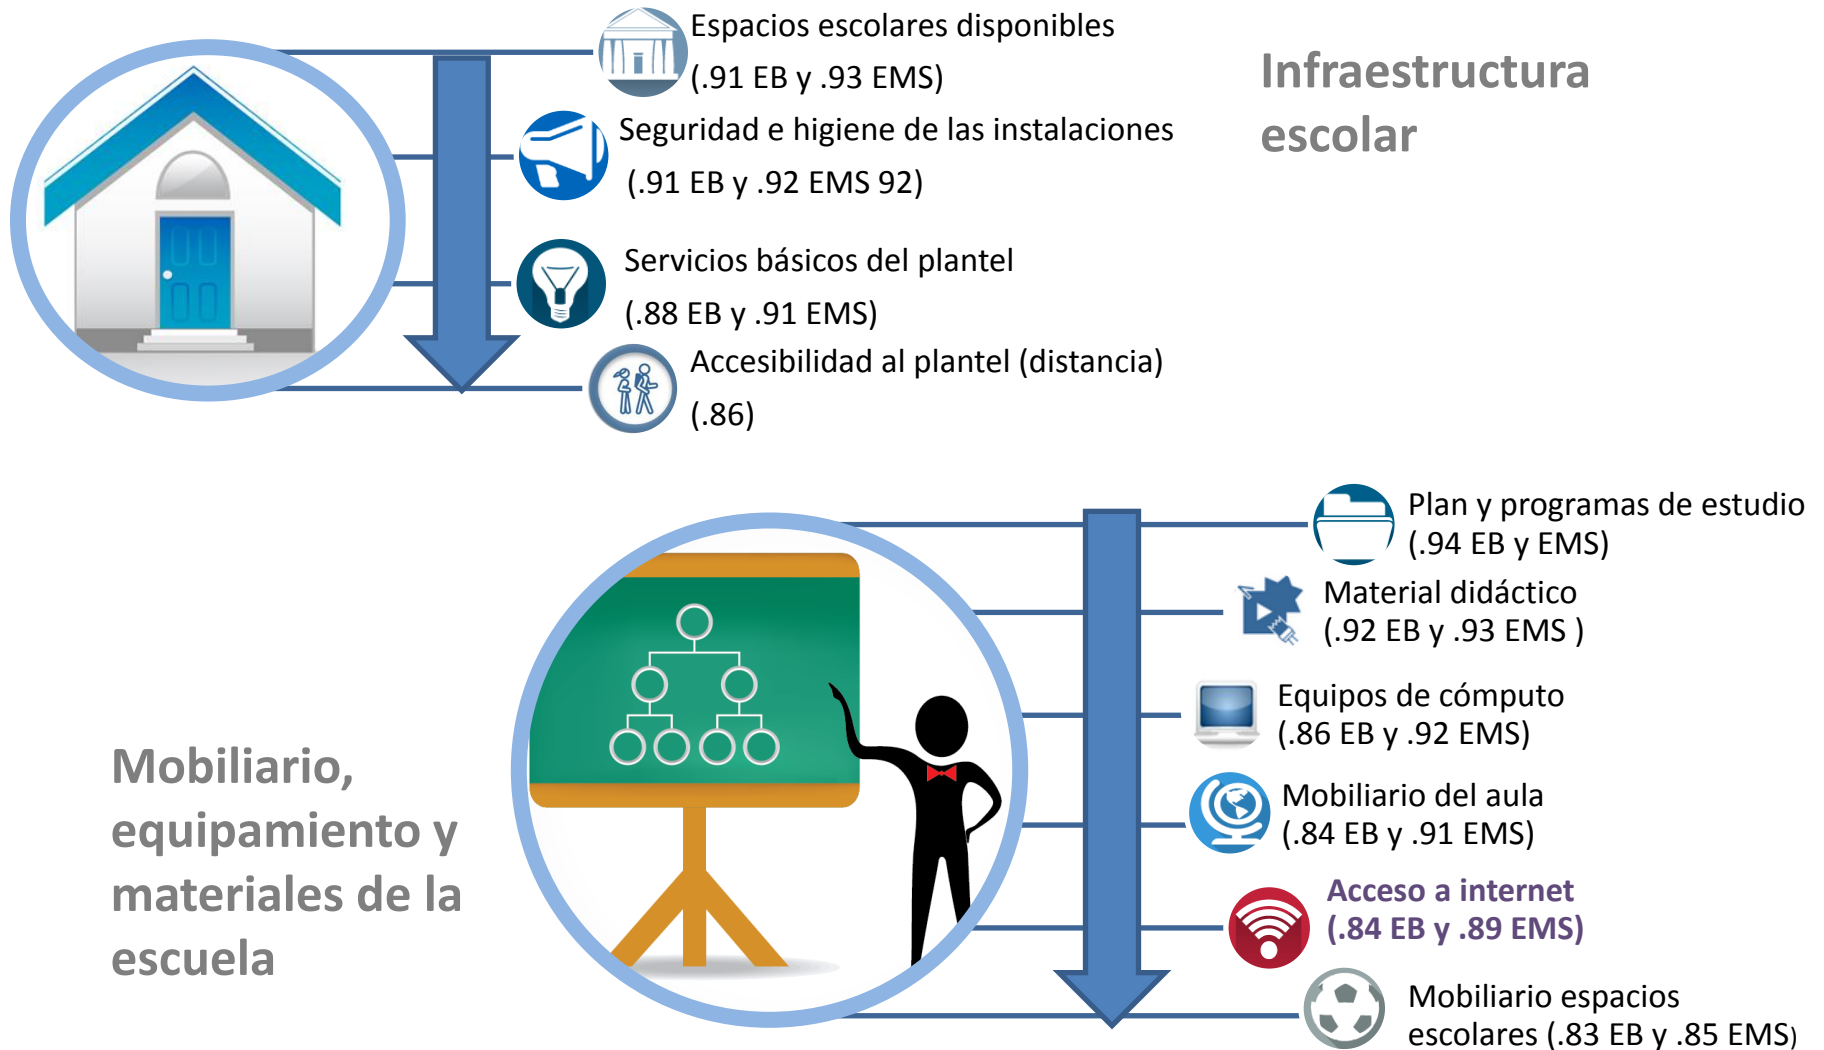 Espacios escolares disponibles
(.91 EB y .93 EMS)
Infraestructura
escolar
Seguridad e higiene de las instalaciones
(.91 EB y .92 EMS 92)
Servicios básicos del plantel
(.88 EB y .91 EMS)
Accesibilidad al plantel (distancia)
(.86)
Plan y programas de estudio
(.94 EB y EMS)
Material didáctico
(.92 EB y .93 EMS )
Equipos de cómputo
(.86 EB y .92 EMS)
Mobiliario del aula
(.84 EB y .91 EMS)
Acceso a internet
(.84 EB y .89 EMS)
Mobiliario espacios
escolares (.83 EB y .85 EMS)
Mobiliario,
equipamiento y
materiales de la
escuela